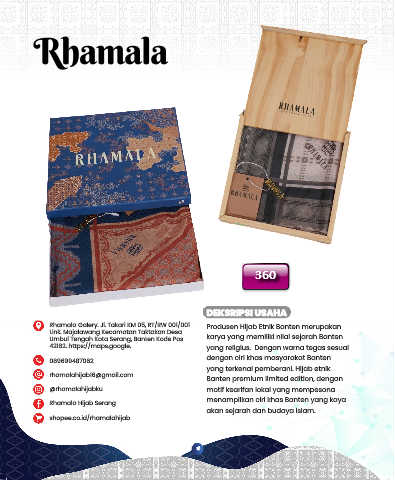 Rhamala
RHAMALA
RHAMALA
RHAMALA
360
DEKSRIPSI USAHA
Rhamala Galery. Jl. Takari KM 05, RT/RW 001/001
Link. Majalawang Kecamatan Taktakan Desa
Umbul Tengah Kota Serang, Banten Kode Pos
42182. https://maps.google.
089699487082
rhamalahijab16@gmail.com
@rhamalahijabku
Rhamala Hijab Serang
shopee.co.id/rhamalahijab
Produsen Hijab Etnik Banten merupakan
karya yang memiliki nilai sejarah Banten
yang religius. Dengan warna tegas sesuai
dengan ciri khas masyarakat Banten
yang terkenal pemberani. Hijab etnik
Banten premium limited edition, dengan
motif kearifan lokal yang mempesona
menampilkan ciri khas Banten yang kaya
akan sejarah dan budaya Islam.